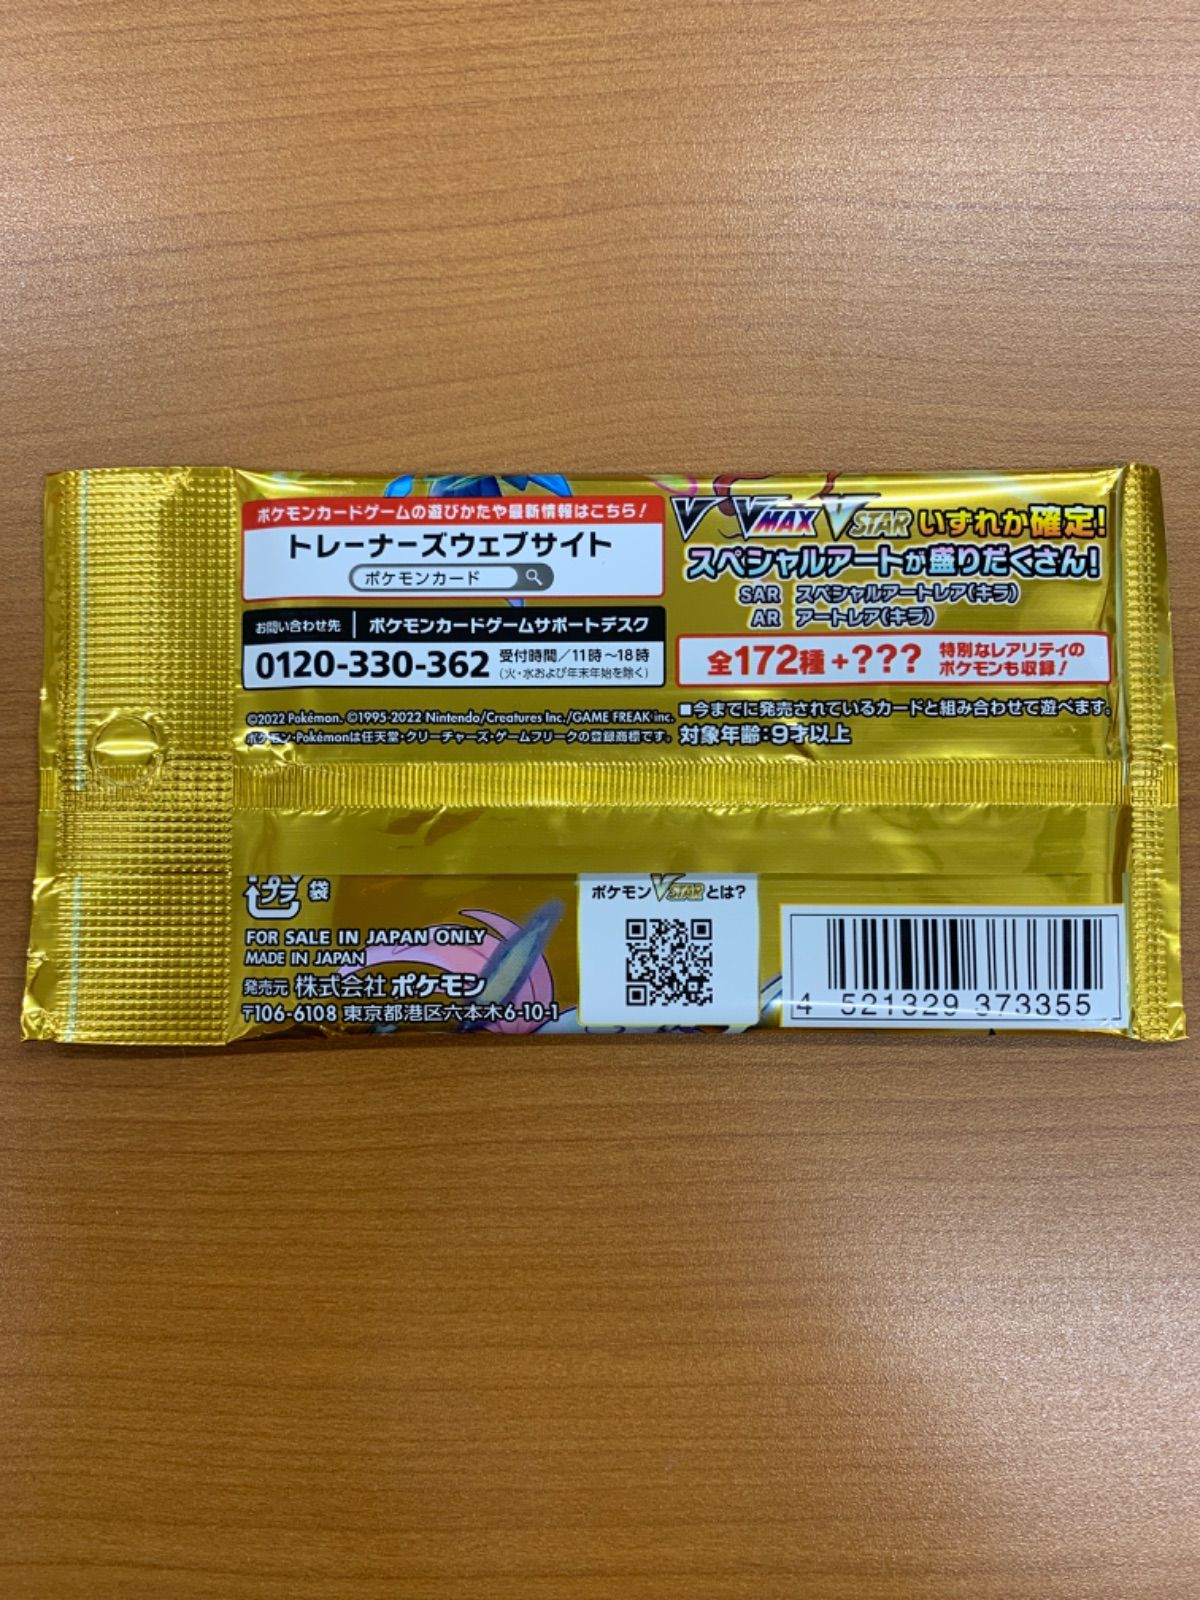 ポケモンカードゲームの遊びかたや最新情報はこちら!
トレーナーズウェブサイト
ポケモンカード
お問い合わせ先 ポケモンカードゲームサポートデスク
0120-330-362 受付時間/11時~18時
(火・水および年末年始を除く)
©2022 Pokémon. ©1995-2022 Nintendo/Creatures Inc./GAME FREAK inc.
ポケモン・Pokémonは任天堂・クリーチャーズ・ゲームフリークの登録商標です。
V VMAX VSTAR いずれか確定!
スペシャルアートが盛りだくさん!
SAR スペシャルアートレア(キラ)
AR アートレア(キラ)
全172種+??? 特別なレアリティの
ポケモンも収録!
■今までに発売されているカードと組み合わせて遊べます。
対象年齢:9才以上
プラ 袋
FOR SALE IN JAPAN ONLY
MADE IN JAPAN
発売元 株式会社 ポケモン
〒106-6108 東京都港区六本木6-10-1
ポケモンVSTARとは?
4 521329 373355